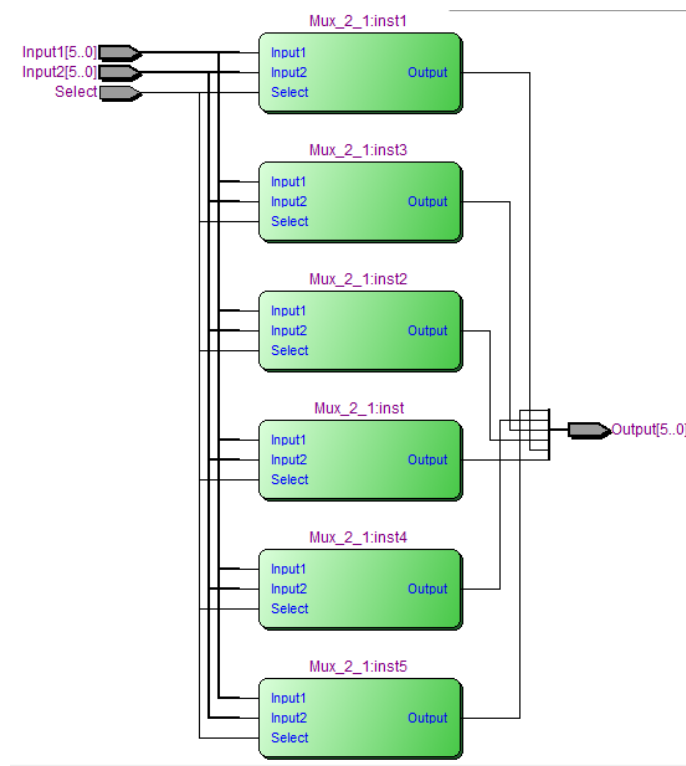 Mux_2_1:inst1
Input1[5..0]
Input2[5..0]
Select
Input1
Input2
Select
Output
Mux_2_1:inst3
Input1
Input2
Select
Output
Mux_2_1:inst2
Input1
Input2
Select
Output
Mux_2_1:inst
Input1
Input2
Select
Output
Output[5..0]
Mux_2_1:inst4
Input1
Input2
Select
Output
Mux_2_1:inst5
Input1
Input2
Select
Output